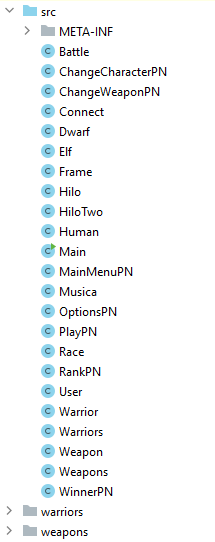 src
META-INF
Battle
ChangeCharacterPN
ChangeWeaponPN
Connect
Dwarf
Elf
Frame
Hilo
HiloTwo
Human
Main
MainMenuPN
Musica
OptionsPN
PlayPN
Race
RankPN
User
Warrior
Warriors
Weapon
Weapons
WinnerPN
warriors
weapons